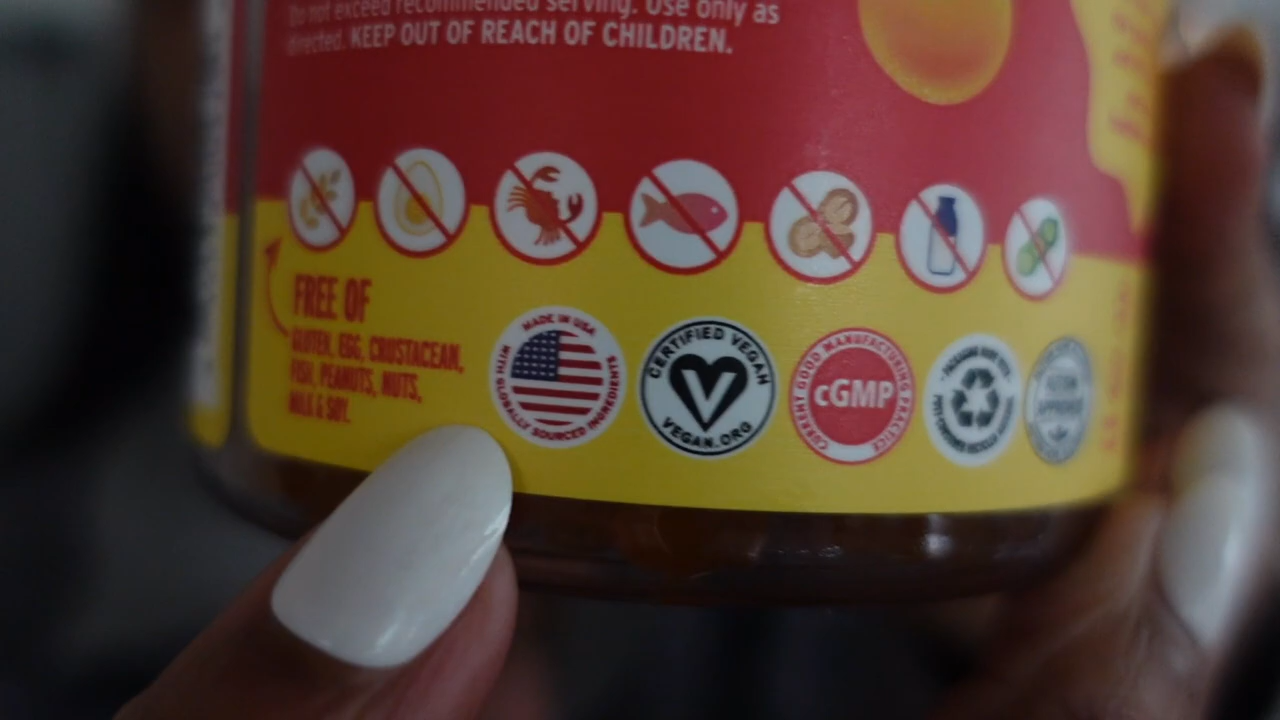 Do not exceed recommended serving. Use only as
directed. KEEP OUT OF REACH OF CHILDREN.
FREE OF
GLUTEN, EGG, CRUSTACEAN,
FISH, PEANUTS, NUTS,
MILK & SOY.
MADE IN USA
WITH GLOBALLY SOURCED INGREDIENTS
CERTIFIED VEGAN
V
VEGAN.ORG
CURRENT GOOD MANUFACTURING PRACTICE
cGMP
APPROVED